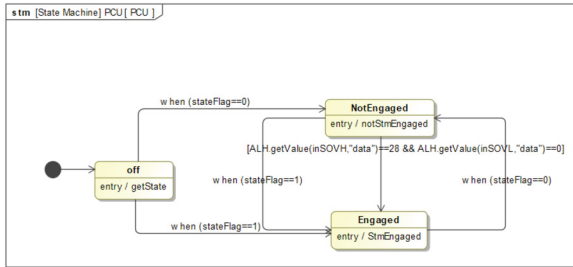 stm [State Machine] PCU[ PCU ]
when (stateFlag==0)
NotEngaged
entry / notStmEngaged
[ALH.getValue(inSOVH,"data")==28 && ALH.getValue(inSOVL,"data")==0]
off
entry / getState
when (stateFlag==1)
when (stateFlag==0)
when (stateFlag==1)
Engaged
entry / StmEngaged